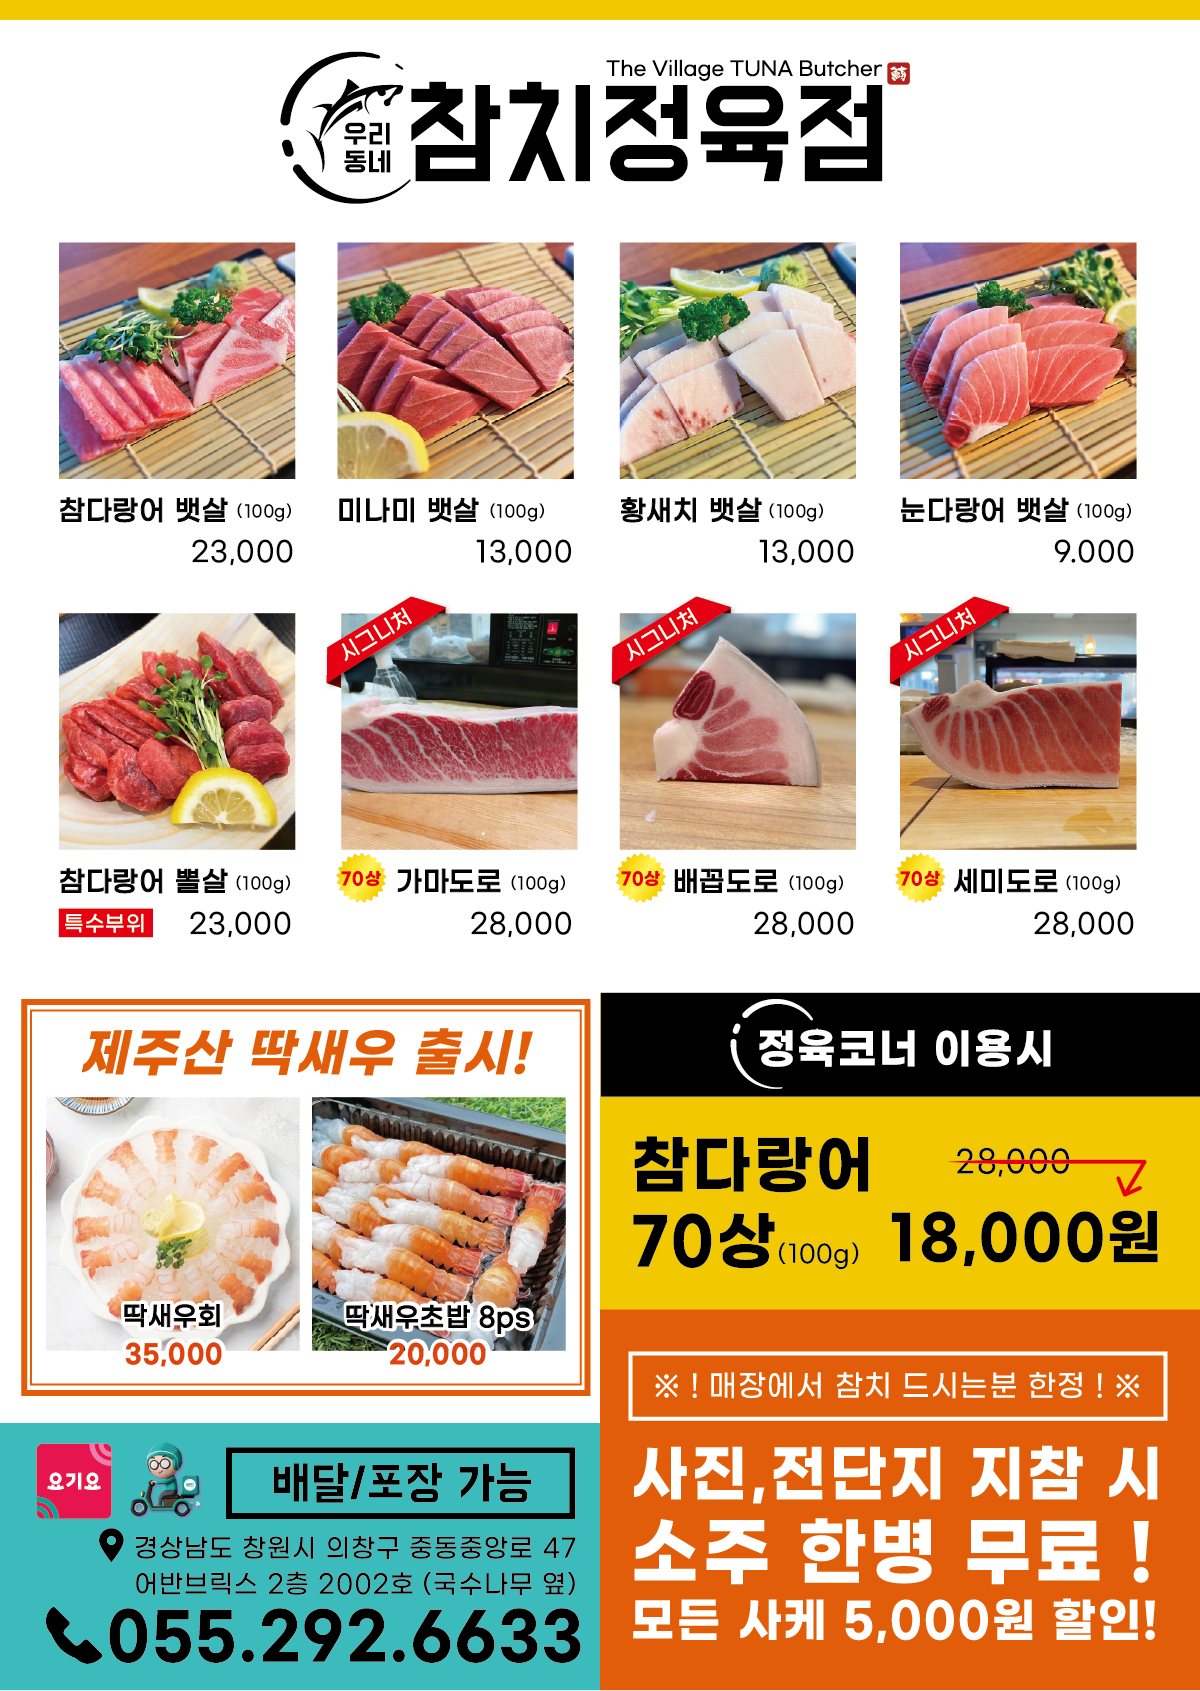 The Village TUNA Butcher
우리
동네
참치정육점
참다랑어 뱃살 (100g)
23,000
미나미 뱃살 (100g)
13,000
황새치 뱃살 (100g)
13,000
눈다랑어 뱃살 (100g)
9.000
참다랑어 뽈살 (100g)
특수부위 23,000
시그니처
70상 가마도로 (100g)
28,000
시그니처
70상 배꼽도로 (100g)
28,000
시그니처
70상 세미도로 (100g)
28,000
제주산 딱새우 출시!
딱새우회
35,000
딱새우초밥 8ps
20,000
정육코너 이용시
참다랑어 28,000
70상 (100g) 18,000원
※ ! 매장에서 참치 드시는분 한정 ! ※
사진,전단지 지참 시
소주 한병 무료 !
모든 사케 5,000원 할인!
요기요
배달/포장 가능
경상남도 창원시 의창구 중동중앙로 47
어반브릭스 2층 2002호 (국수나무 옆)
055.292.6633